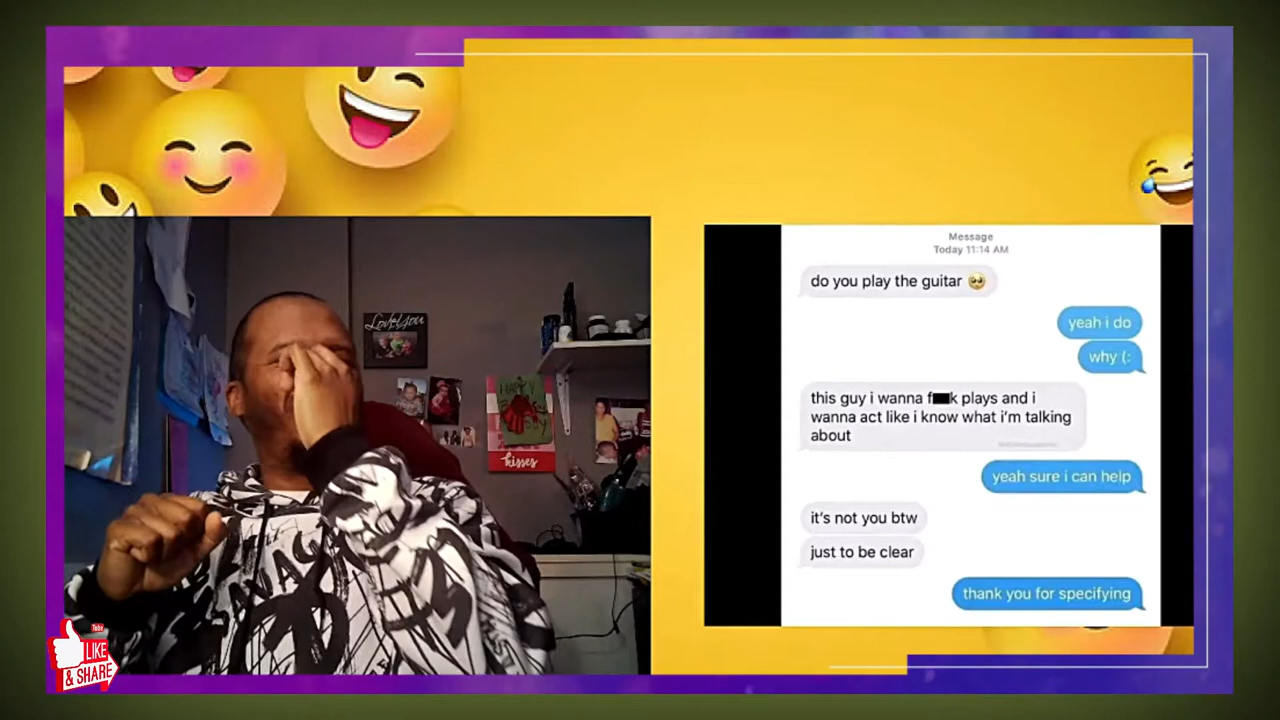 Love You
HAPPY
kisses
Message
Today 11:14 AM
do you play the guitar 🥺
yeah i do
why (:
this guy i wanna f██k plays and i
wanna act like i know what i'm talking
about
yeah sure i can help
it's not you btw
just to be clear
thank you for specifying
Tube
LIKE
& SHARE